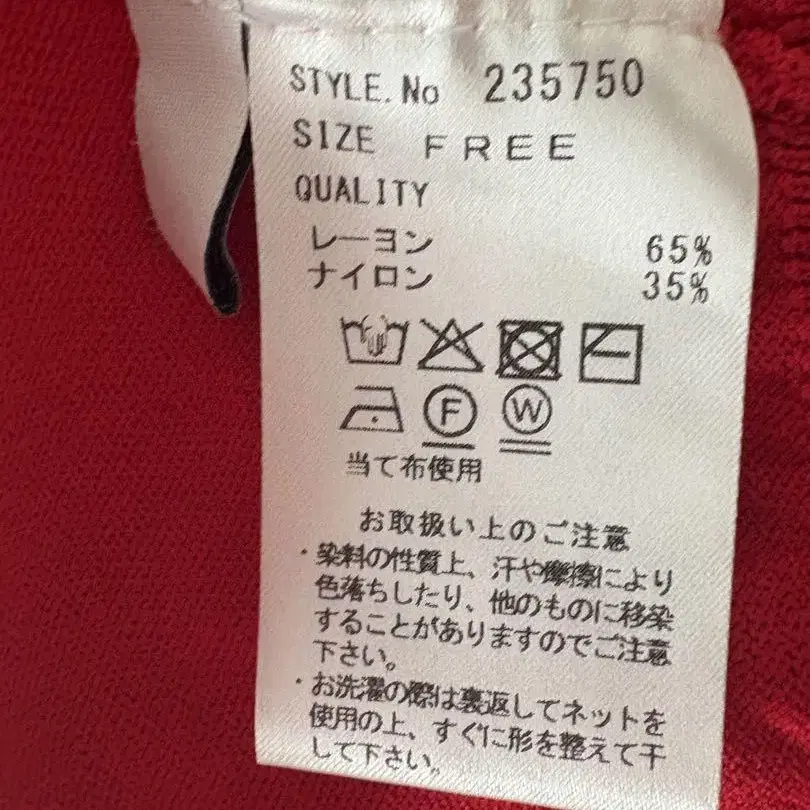 STYLE.No 235750
SIZE FREE
QUALITY
レーヨン 65%
ナイロン 35%
F W
当て布使用
お取扱い上のご注意
・染料の性質上、汗や摩擦により
色落ちしたり、他のものに移染
することがありますのでご注意
下さい。
・お洗濯の際は裏返してネットを
使用の上、すぐに形を整えて干
して下さい。